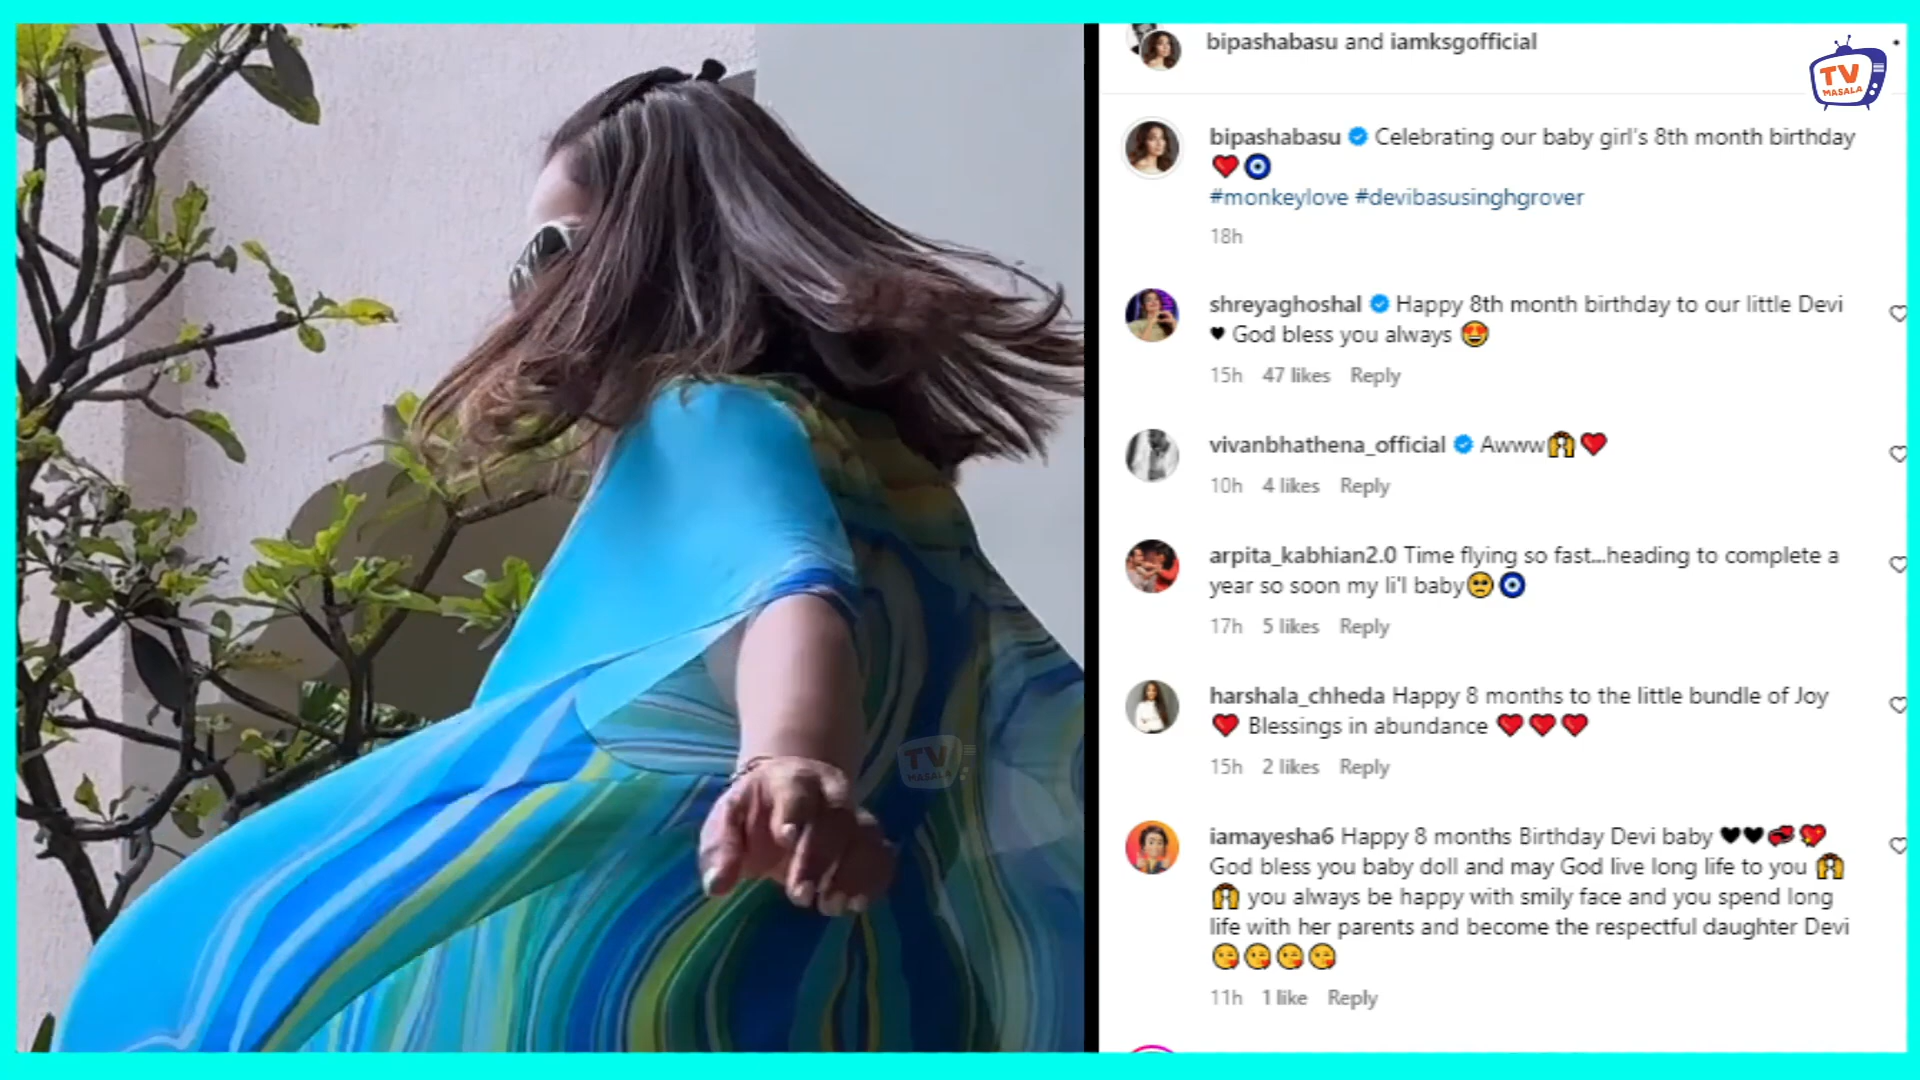 bipashabasu and iamksgofficial
TV
MASALA
bipashabasu Celebrating our baby girl's 8th month birthday
❤️🧿
#monkeylove #devibasusinghgrover
18h
shreyaghoshal Happy 8th month birthday to our little Devi
♥ God bless you always 😍
15h 47 likes Reply
vivanbhathena_official Awww🙌❤️
10h 4 likes Reply
arpita_kabhian2.0 Time flying so fast...heading to complete a
year so soon my li'l baby🥺🧿
17h 5 likes Reply
harshala_chheda Happy 8 months to the little bundle of Joy
❤️ Blessings in abundance ❤️❤️❤️
15h 2 likes Reply
iamayesha6 Happy 8 months Birthday Devi baby 🖤🖤💞💖
God bless you baby doll and may God live long life to you 🙌
🙌 you always be happy with smily face and you spend long
life with her parents and become the respectful daughter Devi
😘😘😘😘
11h 1 like Reply
TV
MASALA